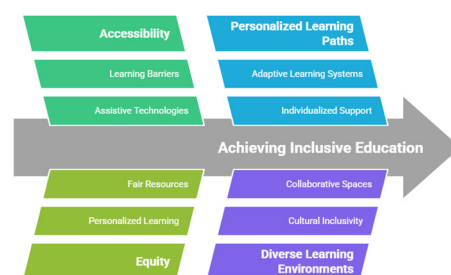 Accessibility
Personalized Learning
Paths
Learning Barriers
Adaptive Learning Systems
Assistive Technologies
Individualized Support
Achieving Inclusive Education
Fair Resources
Collaborative Spaces
Personalized Learning
Cultural Inclusivity
Equity
Diverse Learning
Environments